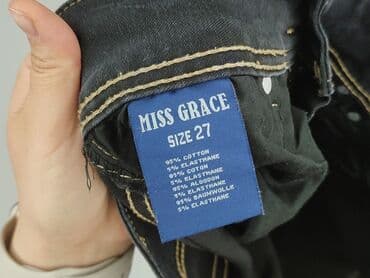 MISS GRACE
SIZE 27
95% COTTON
5% ELASTHANE
95% COTON
5% ELASTHANE
95% ALGODON
5% ELASTHANE
95% BAUMWOLLE
5% ELASTHANE